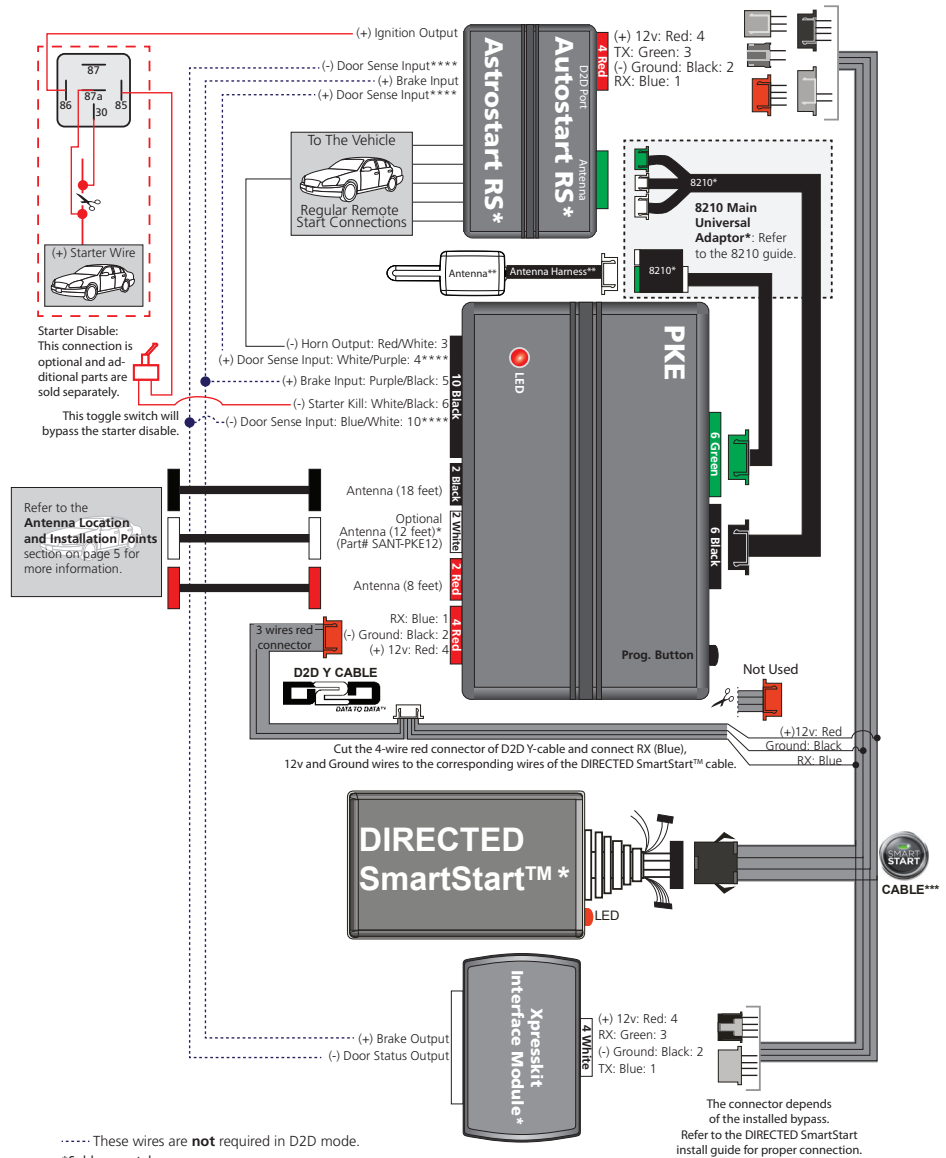 (+) Ignition Output
(-) Door Sense Input****
(+) Brake Input
(+) Door Sense Input****
87
87a
86
85
30
(+) Starter Wire
Starter Disable:
This connection is
optional and ad-
ditional parts are
sold separately.
This toggle switch will
bypass the starter disable.
To The Vehicle
Regular Remote
Start Connections
Astrostart RS*
Autostart RS*
D2D Port
Antenna
4 Red
(+) 12v: Red: 4
TX: Green: 3
(-) Ground: Black: 2
RX: Blue: 1
8210*
8210 Main
Universal
Adaptor*: Refer
to the 8210 guide.
8210*
Antenna**
Antenna Harness**
(-) Horn Output: Red/White: 3
(+) Door Sense Input: White/Purple: 4****
(+) Brake Input: Purple/Black: 5
(-) Starter Kill: White/Black: 6
(-) Door Sense Input: Blue/White: 10****
10 Black
2 Black
2 White
2 Red
4 Red
LED
PKE
6 Green
6 Black
Prog. Button
Refer to the
Antenna Location
and Installation Points
section on page 5 for
more information.
Antenna (18 feet)
Optional
Antenna (12 feet)*
(Part# SANT-PKE12)
Antenna (8 feet)
RX: Blue: 1
(-) Ground: Black: 2
(+) 12v: Red: 4
3 wires red
connector
D2D Y CABLE
D2D
DATA TO DATA™
Not Used
(+)12v: Red
Ground: Black
RX: Blue
Cut the 4-wire red connector of D2D Y-cable and connect RX (Blue),
12v and Ground wires to the corresponding wires of the DIRECTED SmartStart™ cable.
DIRECTED
SmartStart™ *
LED
SMART
START
CABLE***
Xpresskit
Interface Module*
4 White
(+) Brake Output
(-) Door Status Output
(+) 12v: Red: 4
RX: Green: 3
(-) Ground: Black: 2
TX: Blue: 1
The connector depends
of the installed bypass.
Refer to the DIRECTED SmartStart
install guide for proper connection.
------ These wires are not required in D2D mode.